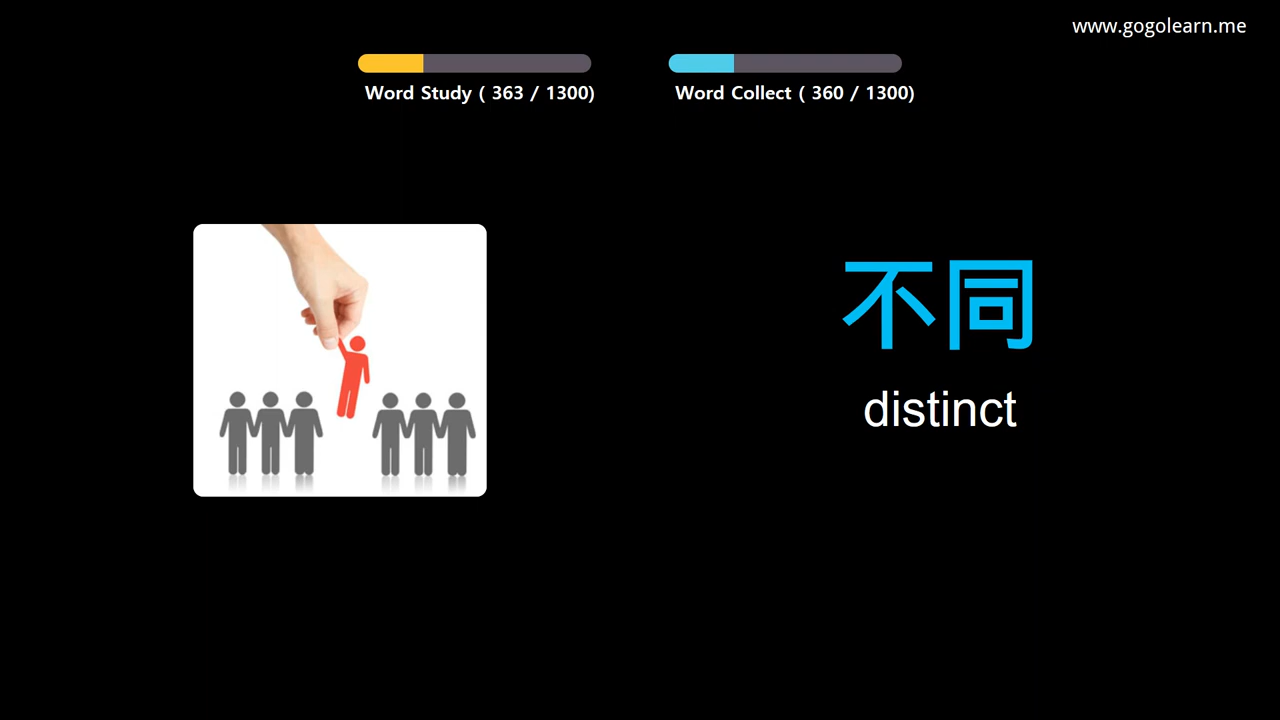 www.gogolearn.me
Word Study ( 363 / 1300)
Word Collect ( 360 / 1300)
不同
distinct